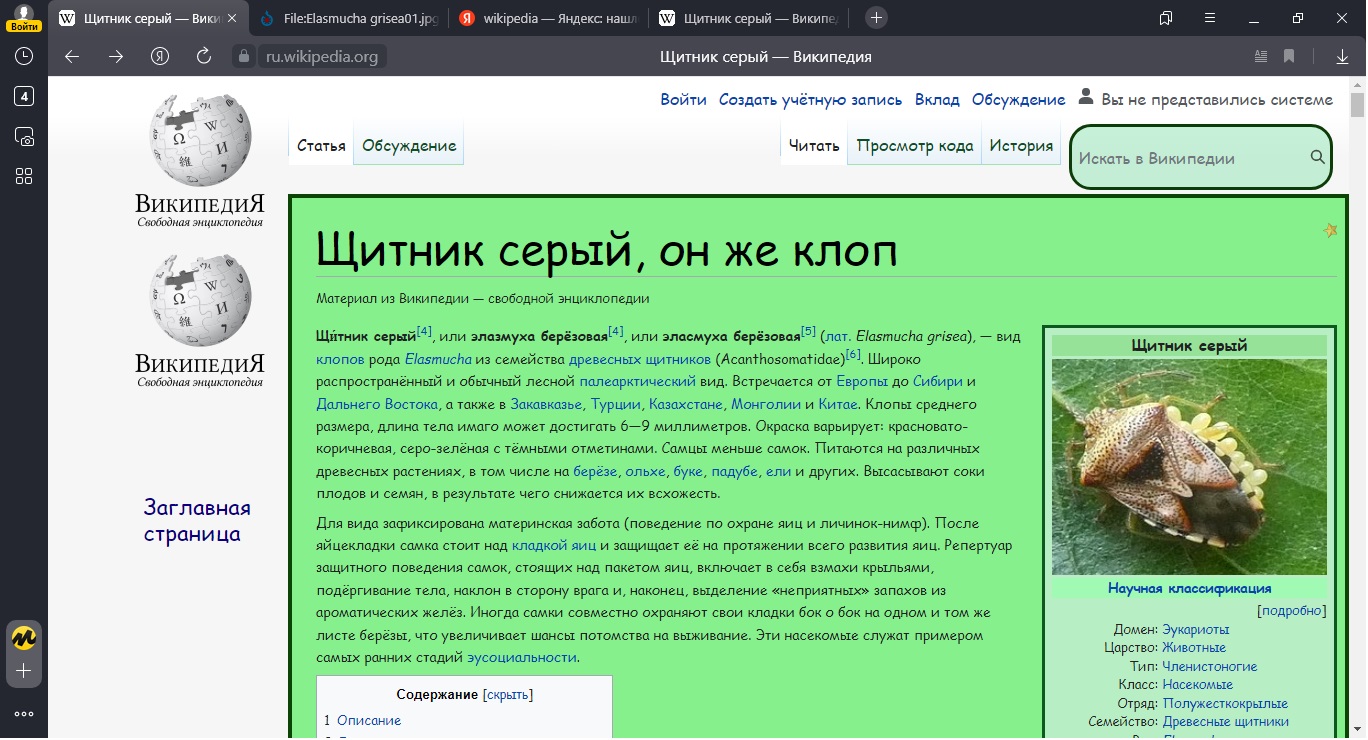 Войти
Щитник серый — Вики
File:Elasmucha grisea01.jpg
wikipedia — Яндекс: нашл
Щитник серый — Википед
ru.wikipedia.org
Щитник серый — Википедия
4
Войти Создать учётную запись Вклад Обсуждение Вы не представились системе
Статья Обсуждение Читать Просмотр кода История
Искать в Википедии
ВикипедиЯ
Свободная энциклопедия
ВикипедиЯ
Свободная энциклопедия
Заглавная
страница
Щитник серый, он же клоп
Материал из Википедии — свободной энциклопедии
Щи́тник серый[4], или элазмуха берёзовая[4], или эласмуха берёзовая[5] (лат. Elasmucha grisea), — вид
клопов рода Elasmucha из семейства древесных щитников (Acanthosomatidae)[6]. Широко
распространённый и обычный лесной палеарктический вид. Встречается от Европы до Сибири и
Дальнего Востока, а также в Закавказье, Турции, Казахстане, Монголии и Китае. Клопы среднего
размера, длина тела имаго может достигать 6—9 миллиметров. Окраска варьирует: красновато-
коричневая, серо-зелёная с тёмными отметинами. Самцы меньше самок. Питаются на различных
древесных растениях, в том числе на берёзе, ольхе, буке, падубе, ели и других. Высасывают соки
плодов и семян, в результате чего снижается их всхожесть.
Для вида зафиксирована материнская забота (поведение по охране яиц и личинок-нимф). После
яйцекладки самка стоит над кладкой яиц и защищает её на протяжении всего развития яиц. Репертуар
защитного поведения самок, стоящих над пакетом яиц, включает в себя взмахи крыльями,
подёргивание тела, наклон в сторону врага и, наконец, выделение «неприятных» запахов из
ароматических желёз. Иногда самки совместно охраняют свои кладки бок о бок на одном и том же
листе берёзы, что увеличивает шансы потомства на выживание. Эти насекомые служат примером
самых ранних стадий эусоциальности.
Содержание [скрыть]
1 Описание
Щитник серый
Научная классификация
[подробно]
Домен: Эукариоты
Царство: Животные
Тип: Членистоногие
Класс: Насекомые
Отряд: Полужесткокрылые
Семейство: Древесные щитники